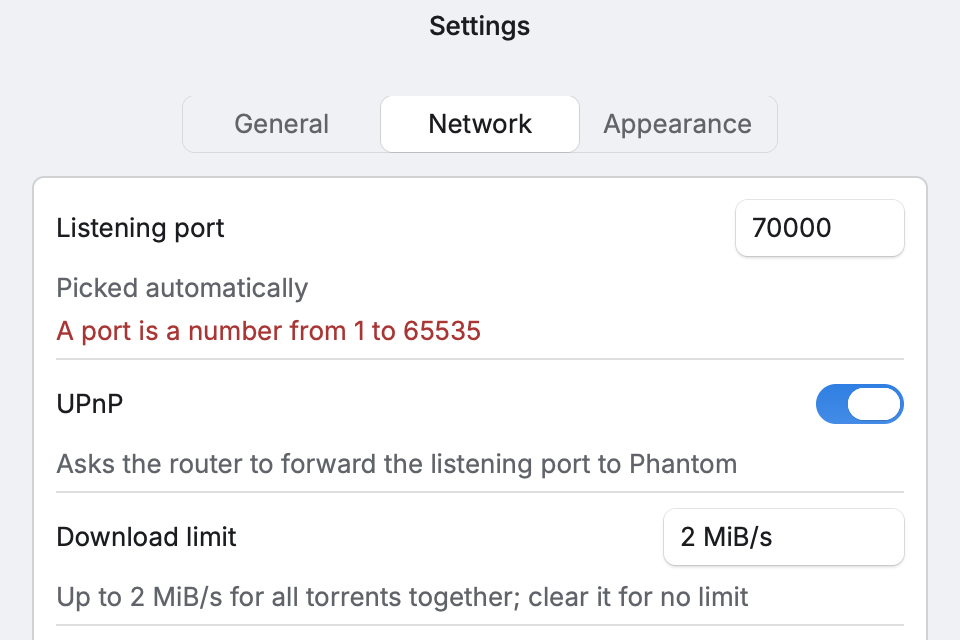 Settings
General
Network
Appearance
Listening port
70000
Picked automatically
A port is a number from 1 to 65535
UPnP
Asks the router to forward the listening port to Phantom
Download limit
2 MiB/s
Up to 2 MiB/s for all torrents together; clear it for no limit